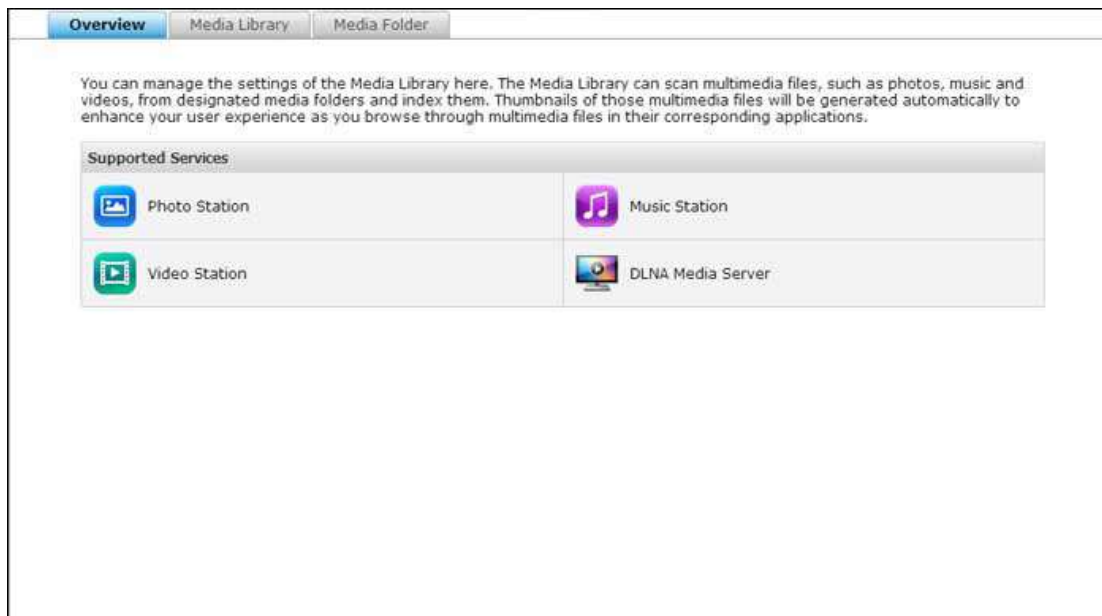 Overview Media Library Media Folder
You can manage the settings of the Media Library here. The Media Library can scan multimedia files, such as photos, music and
videos, from designated media folders and index them. Thumbnails of those multimedia files will be generated automatically to
enhance your user experience as you browse through multimedia files in their corresponding applications.
Supported Services
Photo Station Music Station
Video Station DLNA Media Server